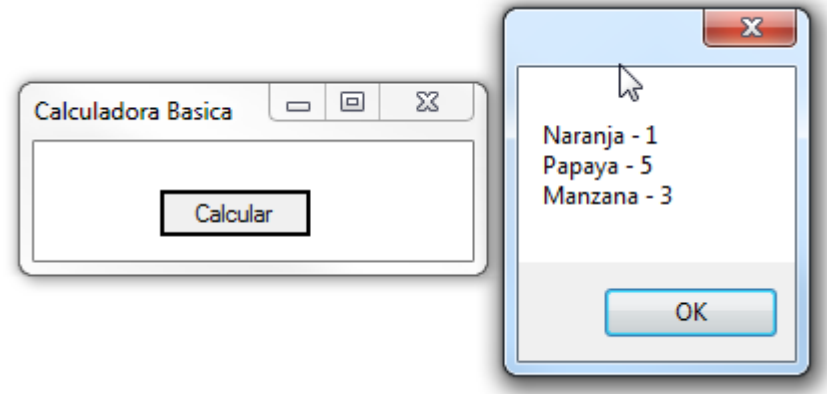 Calculadora Basica
Calcular
Naranja - 1
Papaya - 5
Manzana - 3
OK